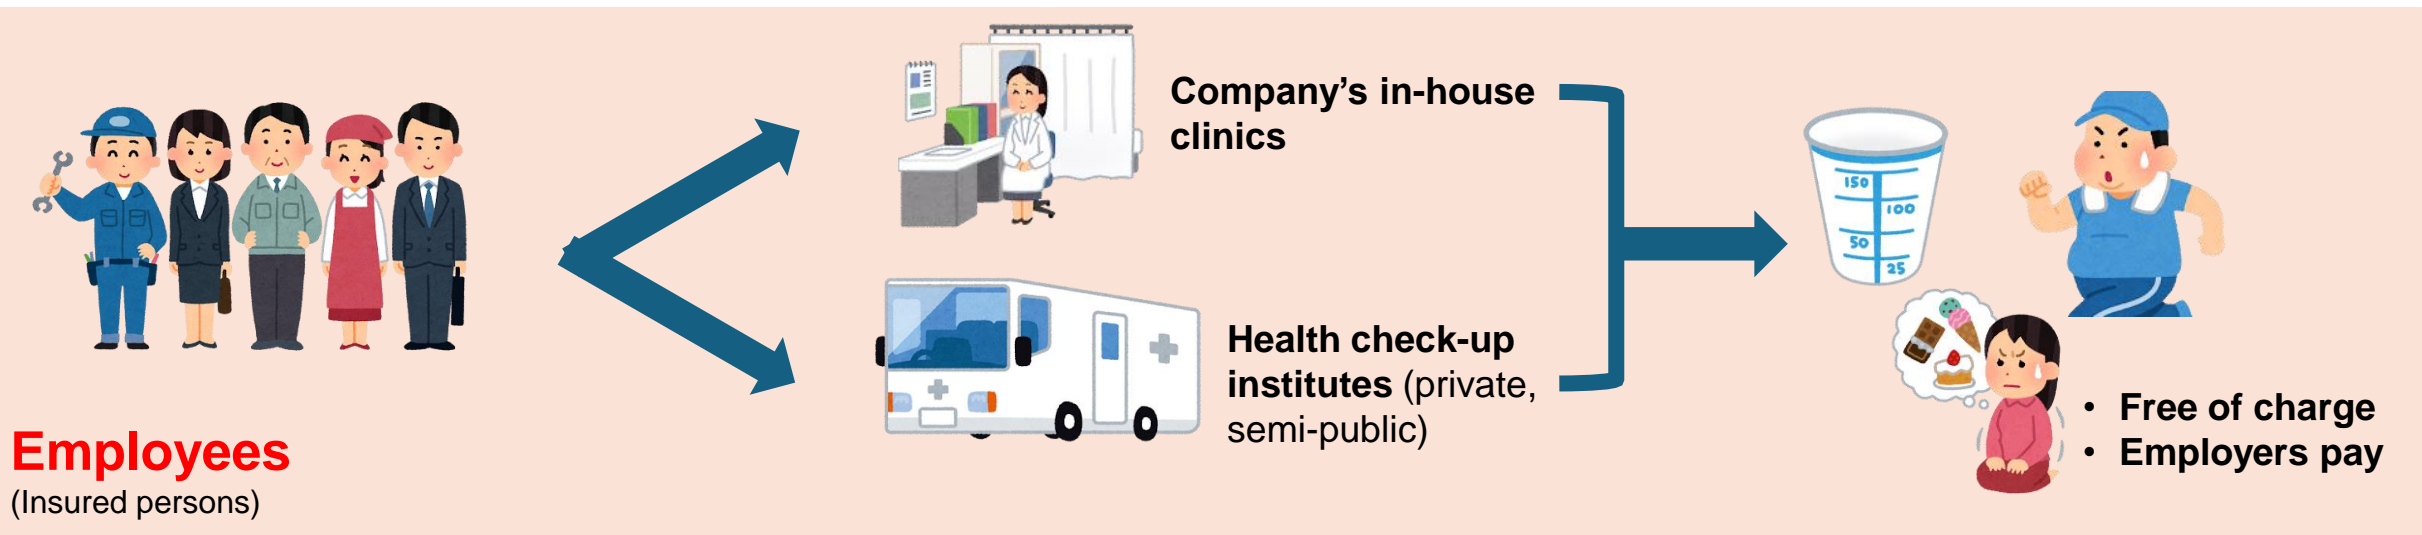 Company’s in-house
clinics
150
100
50
25
Health check-up
institutes (private,
semi-public)
• Free of charge
• Employers pay
Employees
(Insured persons)